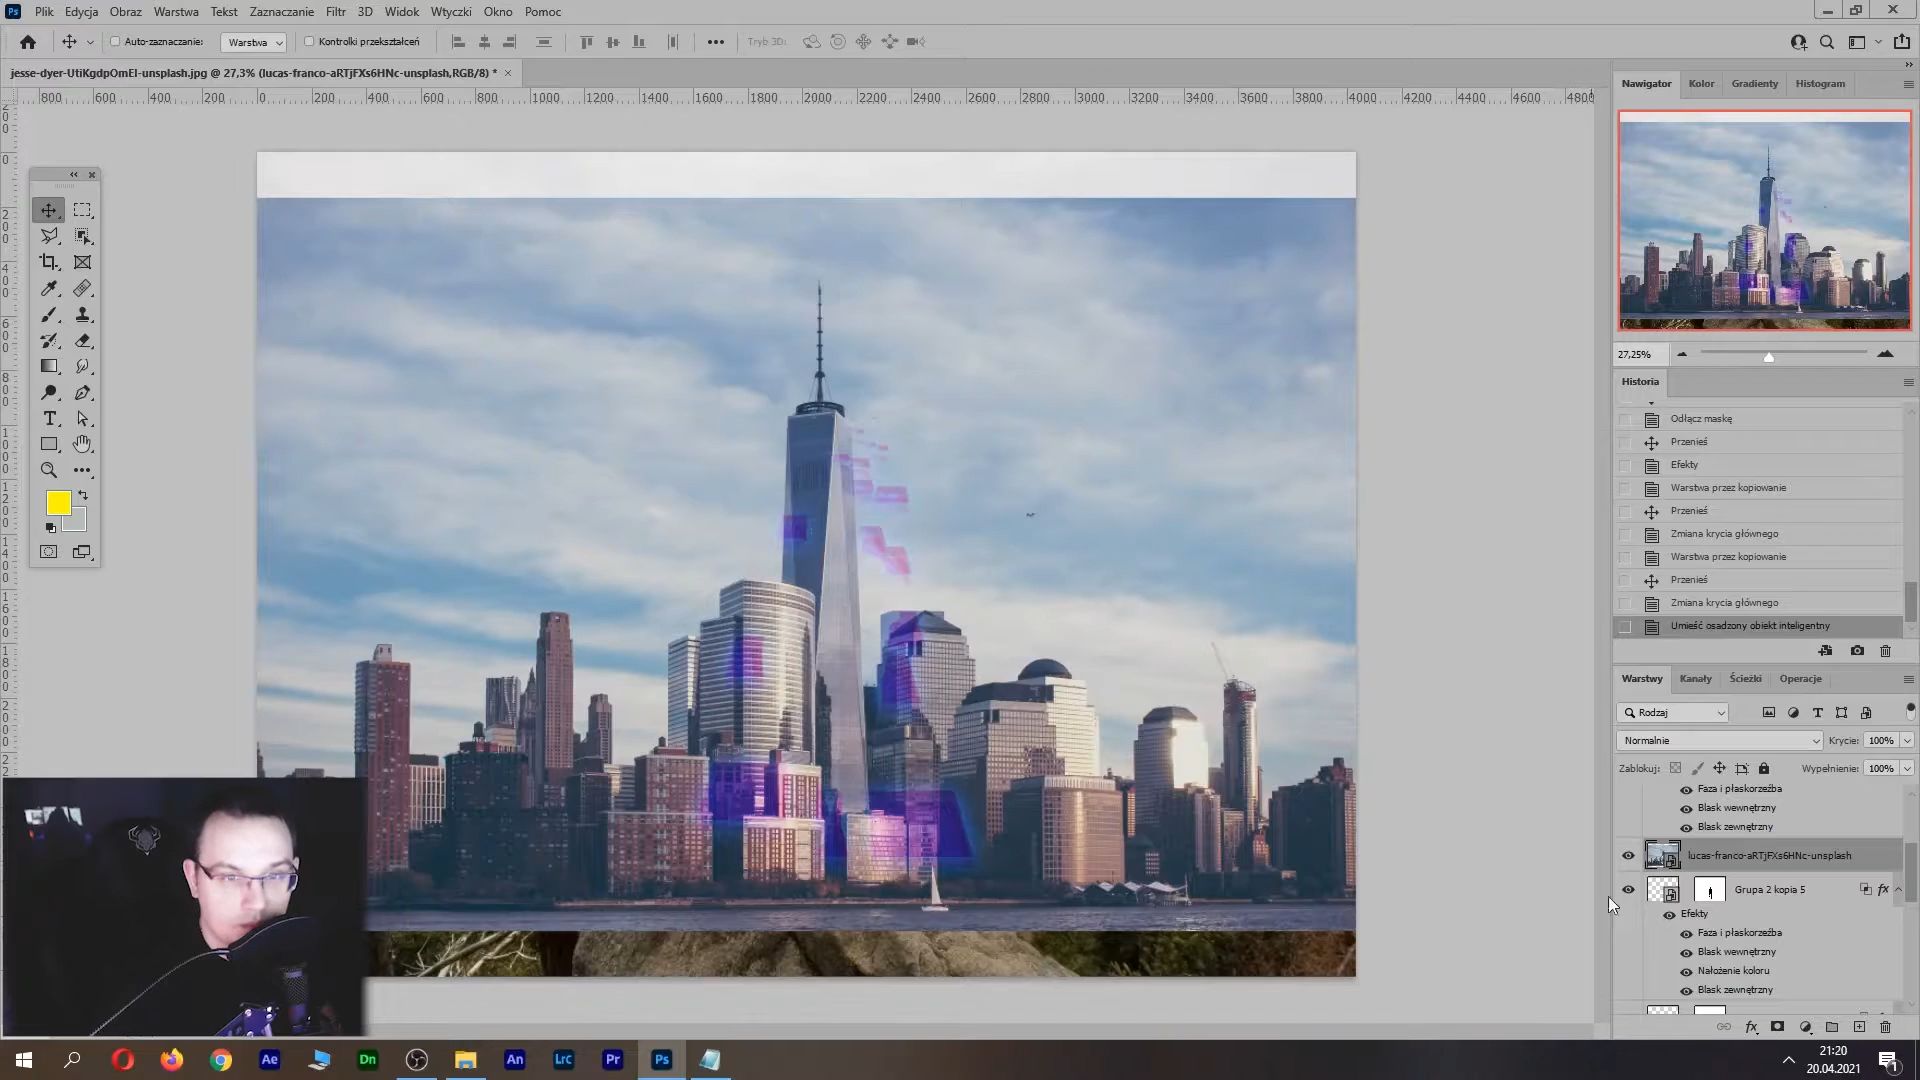 Ps Plik Edycja Obraz Warstwa Tekst Zaznaczanie Filtr 3D Widok Wtyczki Okno Pomoc
Auto-zaznaczanie: Warstwa Kontrolki przekształceń Tryb 3D:
jesse-dyer-UtiKgdpOmEI-unsplash.jpg @ 27,3% (lucas-franco-aRTjFXs6HNc-unsplash,RGB/8) *
800 600 400 200 0 200 400 600 800 1000 1200 1400 1600 1800 2000 2200 2400 2600 2800 3000 3200 3400 3600 3800 4000 4200 4400 4600 4800
Nawigator Kolor Gradienty Histogram
27,25%
Historia
Odłącz maskę
Przenieś
Efekty
Warstwa przez kopiowanie
Przenieś
Zmiana krycia głównego
Warstwa przez kopiowanie
Przenieś
Zmiana krycia głównego
Umieść osadzony obiekt inteligentny
Warstwy Kanały Ścieżki Operacje
Rodzaj
Normalnie Krycie: 100%
Zablokuj: Wypełnienie: 100%
Faza i płaskorzeźba
Blask wewnętrzny
Blask zewnętrzny
lucas-franco-aRTjFXs6HNc-unsplash
Grupa 2 kopia 5 fx
Efekty
Faza i płaskorzeźba
Blask wewnętrzny
Nałożenie koloru
Blask zewnętrzny
fx
Ae Dn An Lrc Pr Ps
21:20
20.04.2021
1